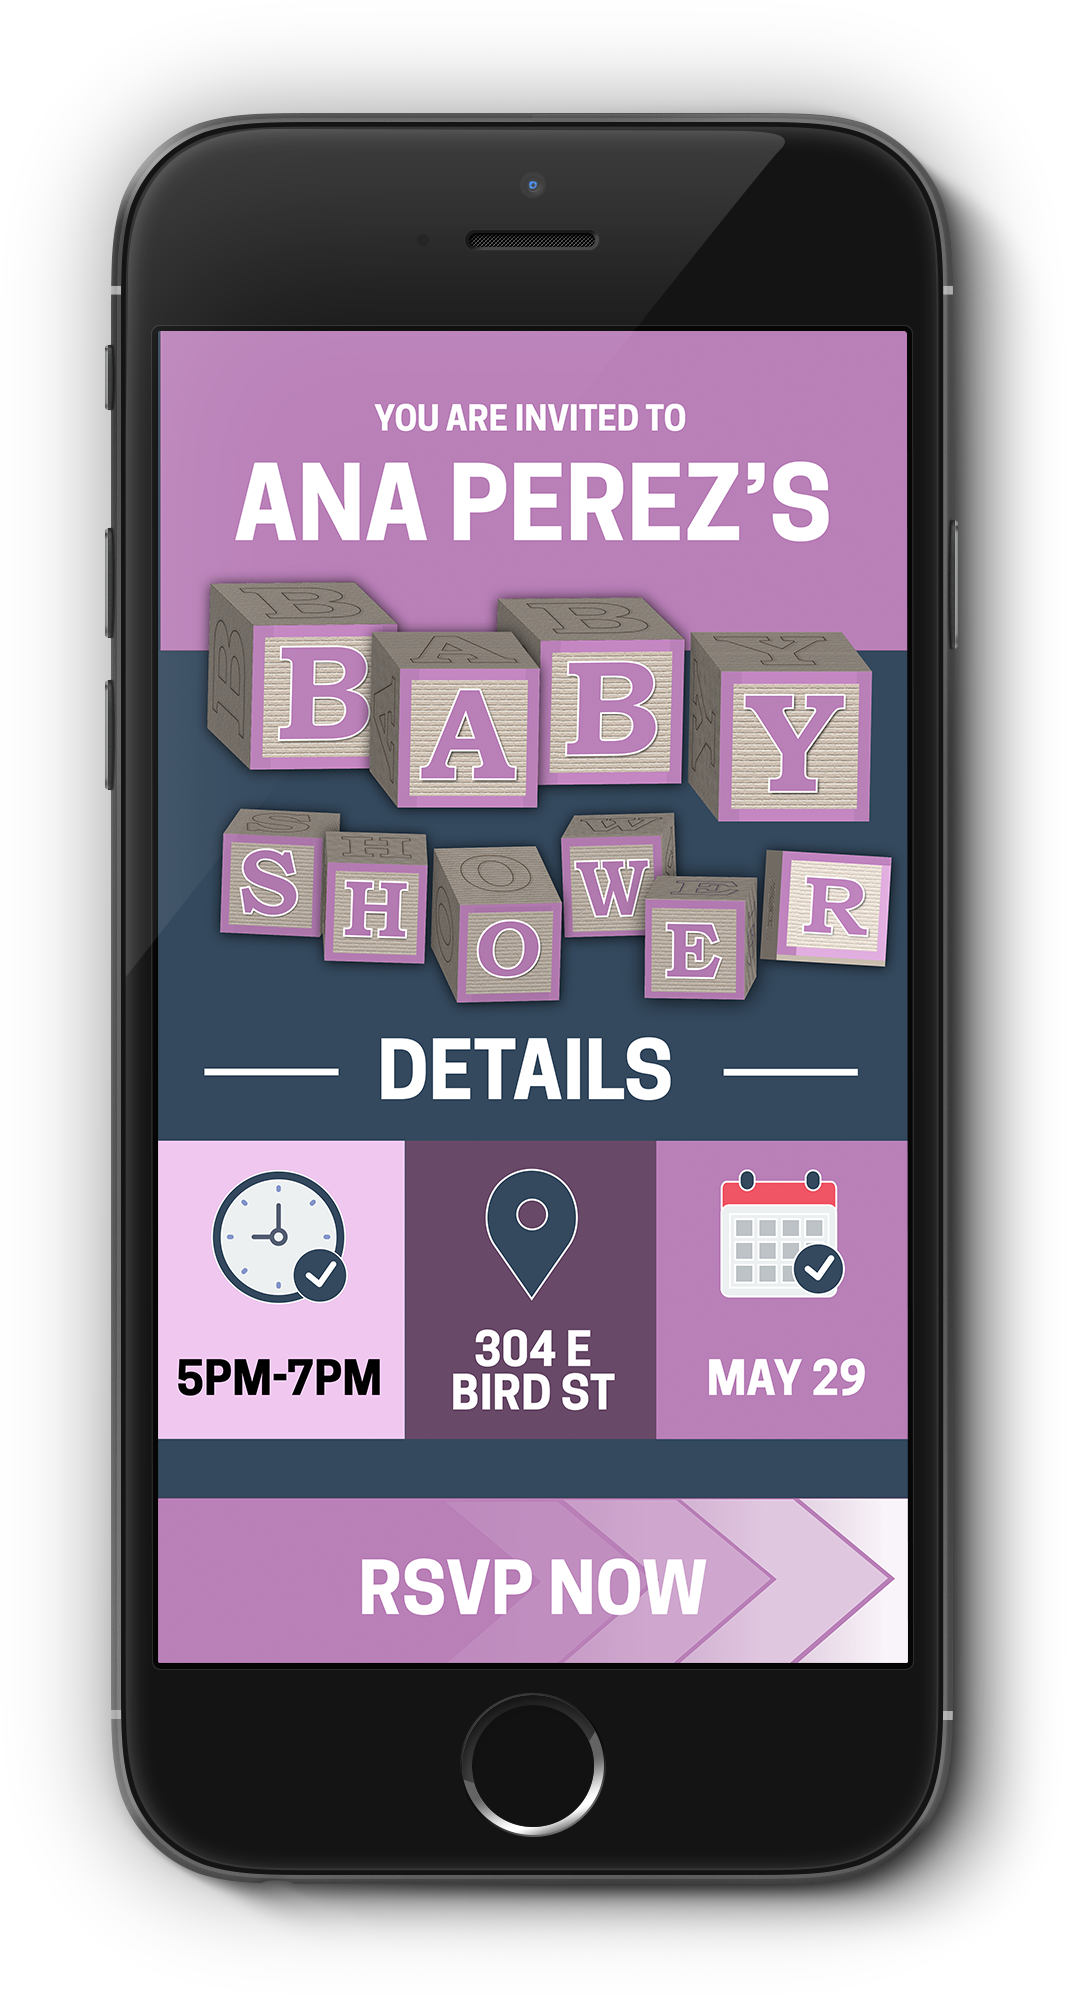 YOU ARE INVITED TO
ANA PEREZ'S
BABY
SHOWER
DETAILS
5PM-7PM
304 E
BIRD ST
MAY 29
RSVP NOW